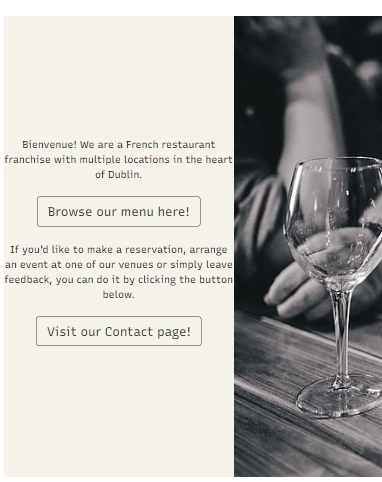 Bienvenue! We are a French restaurant
franchise with multiple locations in the heart
of Dublin.
Browse our menu here!
If you'd like to make a reservation, arrange
an event at one of our venues or simply leave
feedback, you can do it by clicking the button
below.
Visit our Contact page!